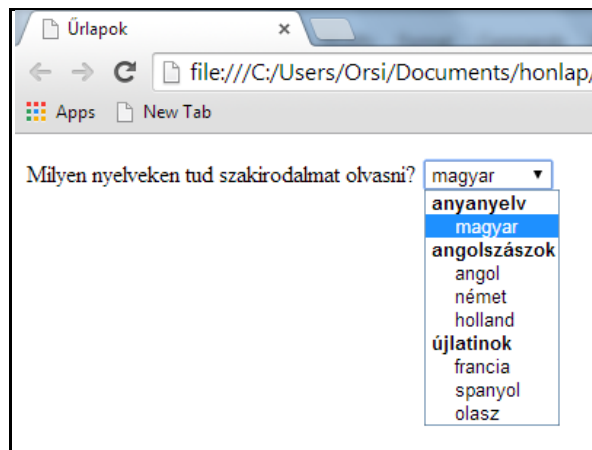 Űrlapok
file:///C:/Users/Orsi/Documents/honlap/
Apps New Tab
Milyen nyelveken tud szakirodalmat olvasni? magyar
anyanyelv
magyar
angolszászok
angol
német
holland
újlatinok
francia
spanyol
olasz